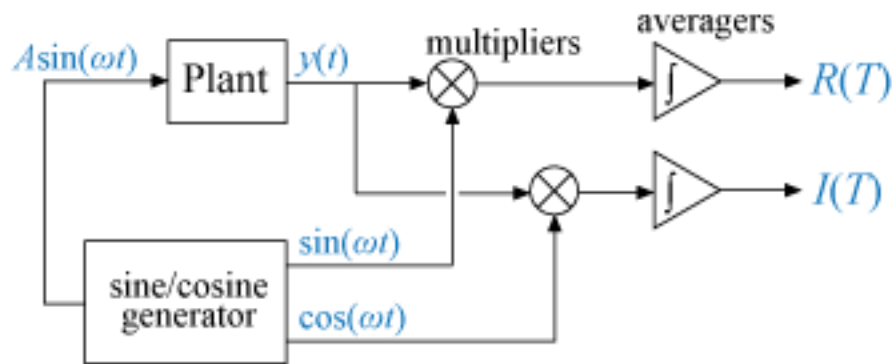 averagers
multipliers
Asin(ωt)
Plant
y(t)
∫
R(T)
∫
I(T)
sin(ωt)
sine/cosine
generator
cos(ωt)